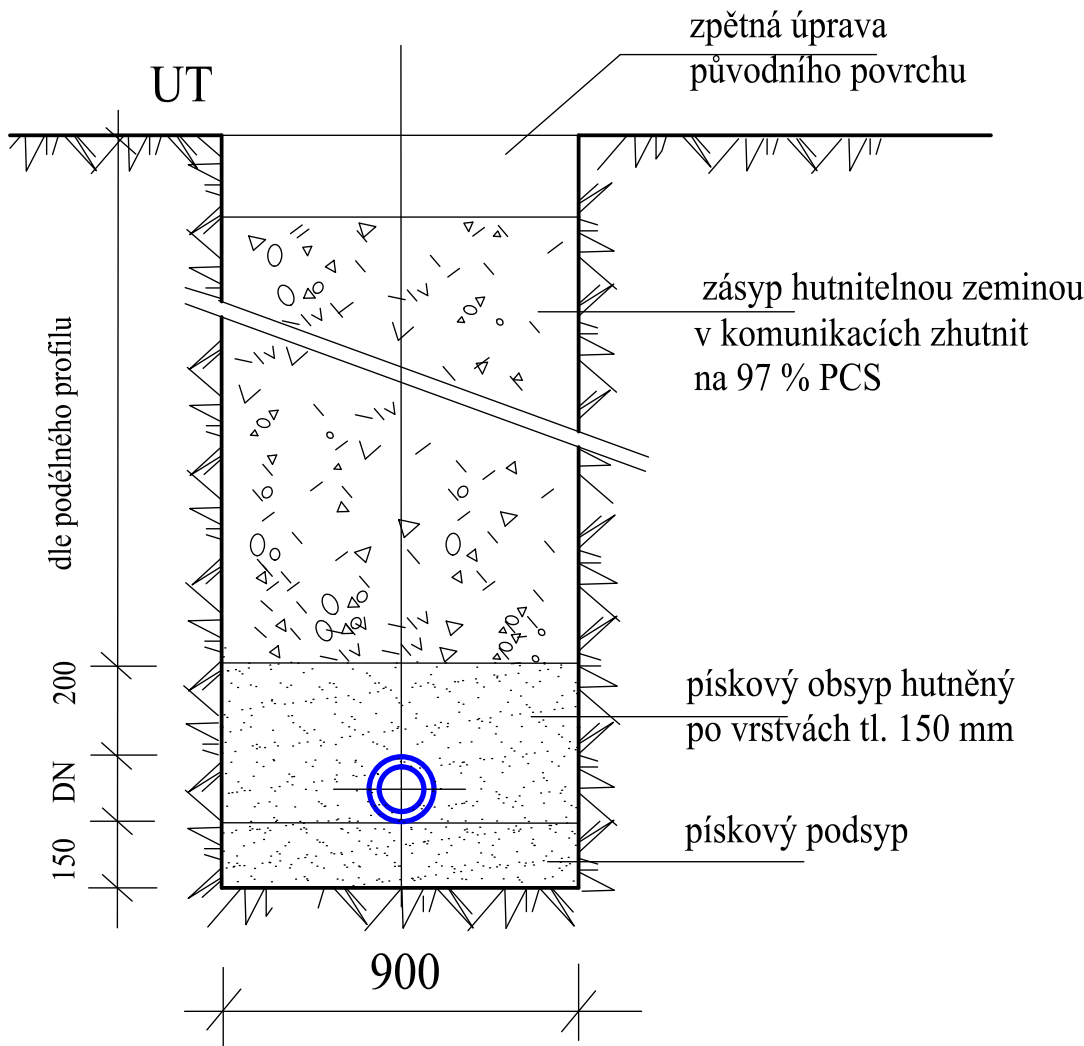 zpětná úprava
původního povrchu
UT
zásyp hutnitelnou zeminou
v komunikacích zhutnit
na 97 % PCS
dle podélného profilu
200
pískový obsyp hutněný
po vrstvách tl. 150 mm
DN
pískový podsyp
150
900